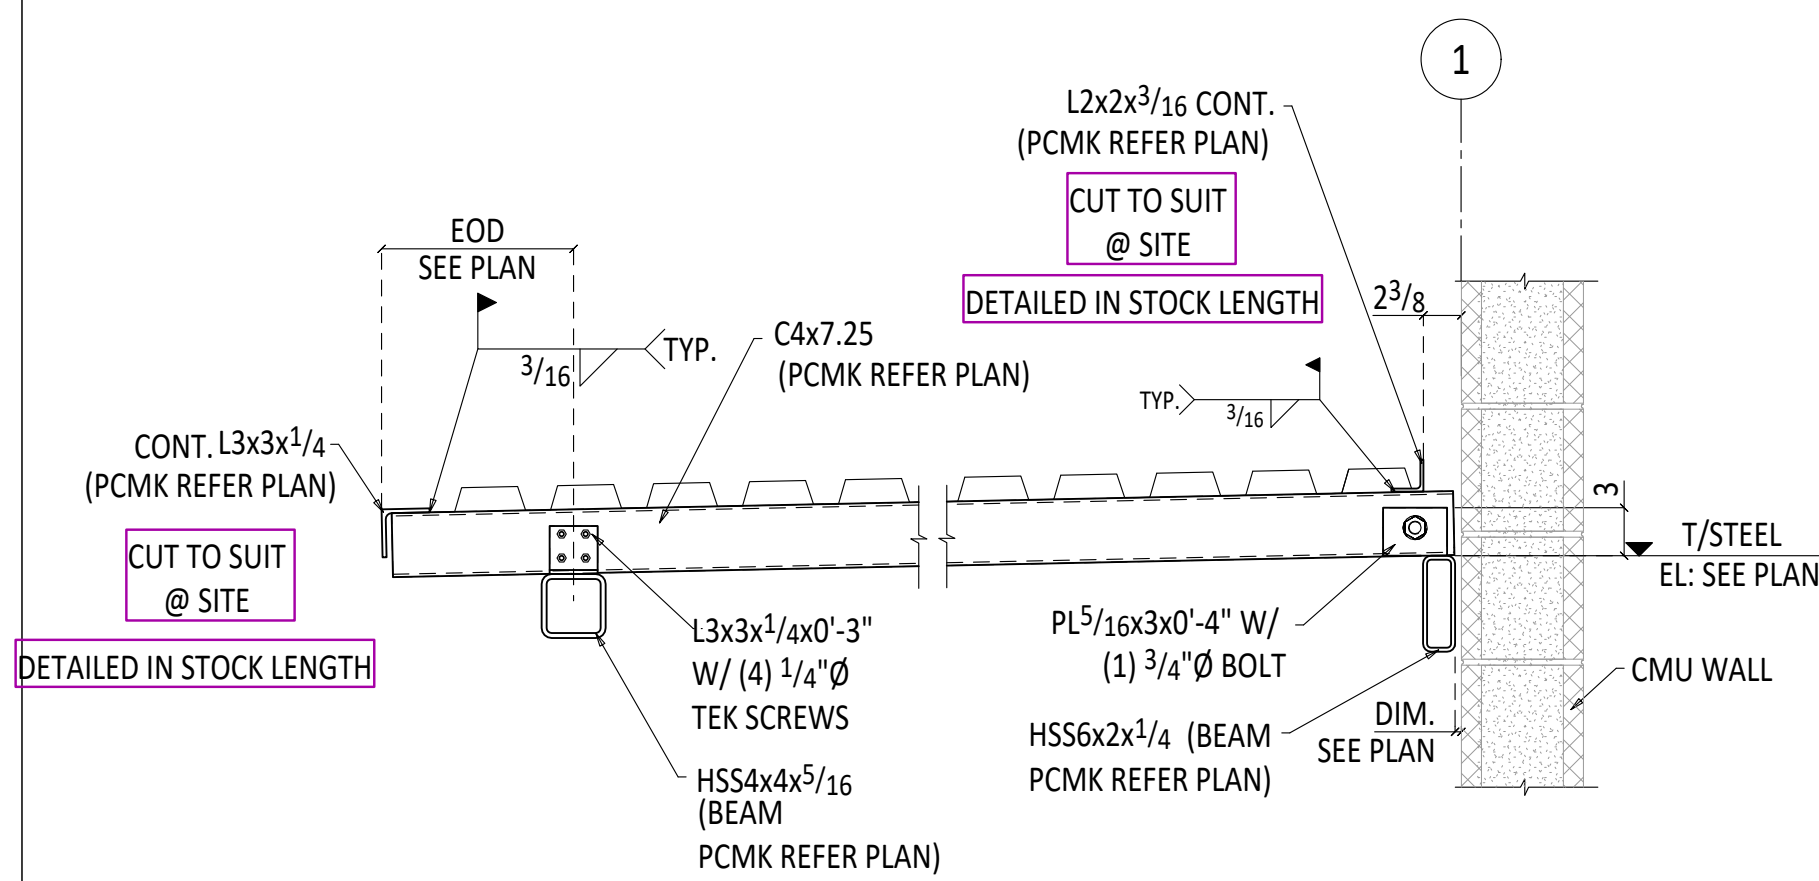 1
L2x2x3/16 CONT.
(PCMK REFER PLAN)
CUT TO SUIT
@ SITE
DETAILED IN STOCK LENGTH
2 3/8
EOD
SEE PLAN
3/16
TYP.
C4x7.25
(PCMK REFER PLAN)
TYP.
3/16
CONT. L3x3x1/4
(PCMK REFER PLAN)
CUT TO SUIT
@ SITE
DETAILED IN STOCK LENGTH
3
T/STEEL
EL: SEE PLAN
L3x3x1/4x0'-3"
W/ (4) 1/4"Ø
TEK SCREWS
PL5/16x3x0'-4" W/
(1) 3/4"Ø BOLT
CMU WALL
DIM.
SEE PLAN
HSS6x2x1/4 (BEAM
PCMK REFER PLAN)
HSS4x4x5/16
(BEAM
PCMK REFER PLAN)